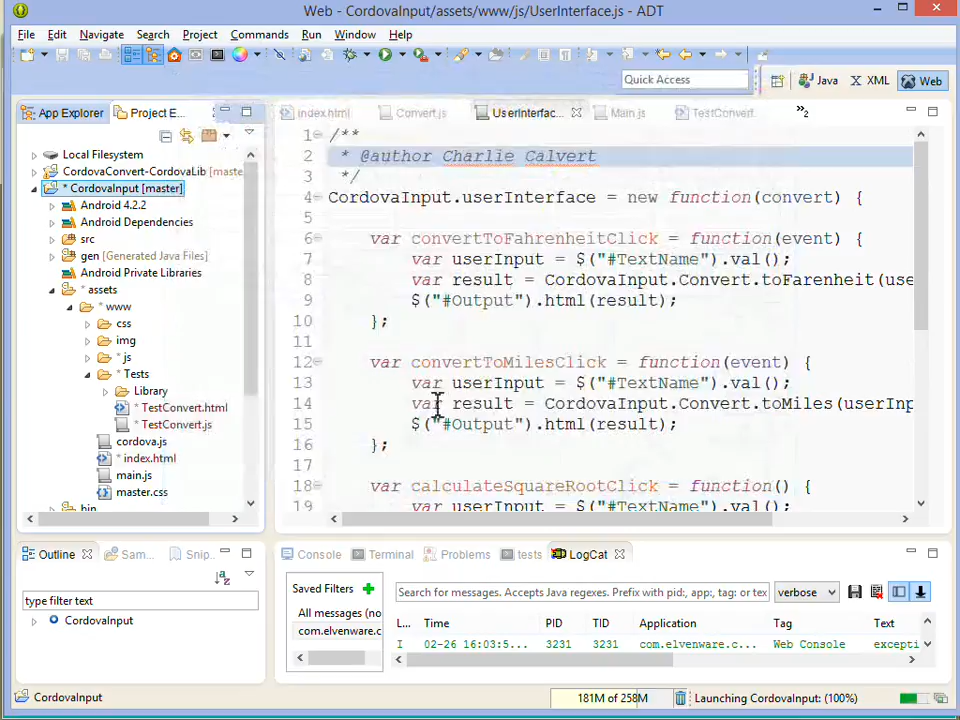 Web - CordovaInput/assets/www/js/UserInterface.js - ADT
File Edit Navigate Search Project Commands Run Window Help
Quick Access Java XML Web
App Explorer Project E...
index.html Convert.js UserInterfac... Main.js TestConvert. »2
Local Filesystem
CordovaConvert-CordovaLib [maste
* CordovaInput [master]
Android 4.2.2
Android Dependencies
src
gen [Generated Java Files]
Android Private Libraries
* assets
* www
css
img
* js
* Tests
Library
* TestConvert.html
* TestConvert.js
cordova.js
* index.html
main.js
master.css
bin
1 /**
2 * @author Charlie Calvert
3 */
4 CordovaInput.userInterface = new function(convert) {
5
6 var convertToFahrenheitClick = function(event) {
7 var userInput = $("#TextName").val();
8 var result = CordovaInput.Convert.toFarenheit(use
9 $("#Output").html(result);
10 };
11
12 var convertToMilesClick = function(event) {
13 var userInput = $("#TextName").val();
14 var result = CordovaInput.Convert.toMiles(userInp
15 $("#Output").html(result);
16 };
17
18 var calculateSquareRootClick = function() {
19 var userInput = $("#TextName").val();
Outline Sam... Snip..
type filter text
CordovaInput
Console Terminal Problems tests LogCat
Saved Filters
All messages (no
com.elvenware.c
Search for messages. Accepts Java regexes. Prefix with pid:, app:, tag: or tex verbose
L... Time PID TID Application Tag Text
I 02-26 16:03:5... 3231 3231 com.elvenware.c... Web Console excepti
CordovaInput
181M of 258M
Launching CordovaInput: (100%)